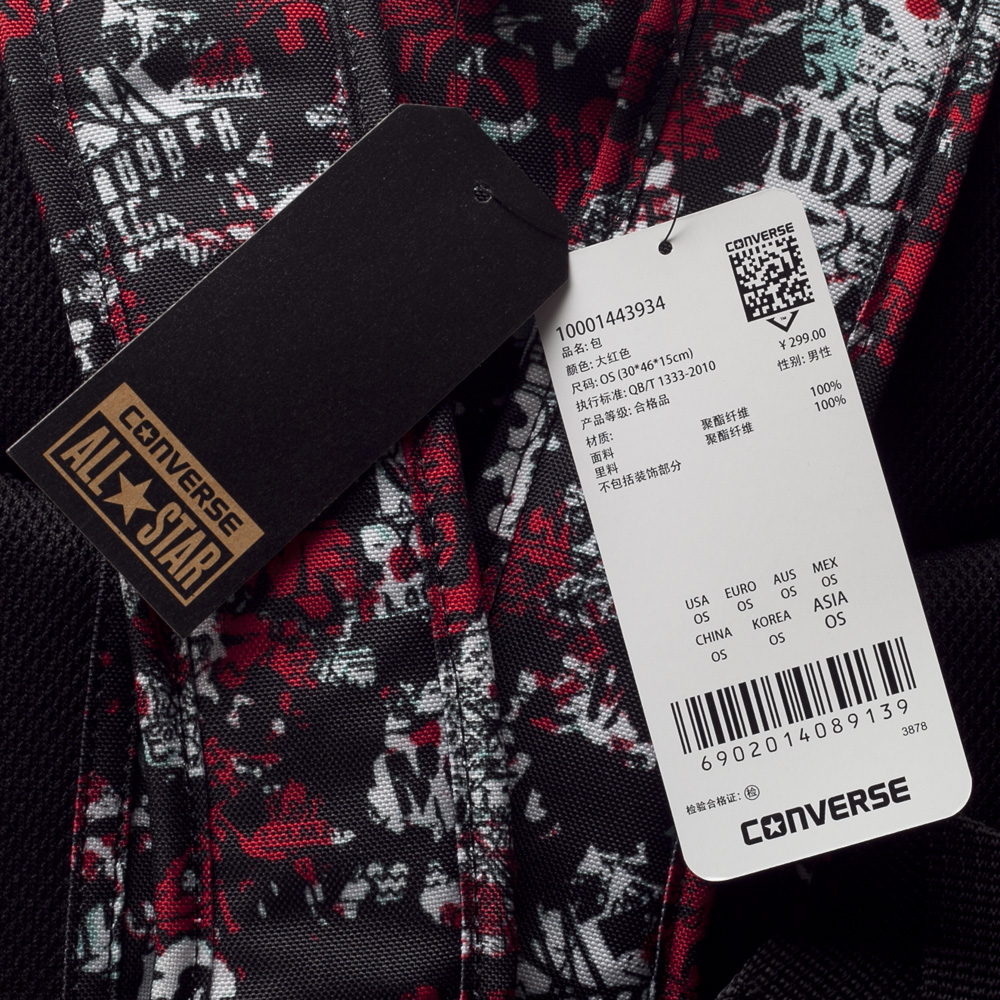 CONVERSE
ALL★STAR
CONVERSE
10001443934
品名: 包
颜色: 大红色
¥ 299.00
尺码: OS (30*46*15cm)
性别: 男性
执行标准: QB/T 1333-2010
产品等级: 合格品
材质:
面料 聚酯纤维 100%
里料 聚酯纤维 100%
不包括装饰部分
USA EURO AUS MEX
OS OS OS OS
CHINA KOREA ASIA
OS OS OS
6902014089139
3878
检验合格证: 检
CONVERSE